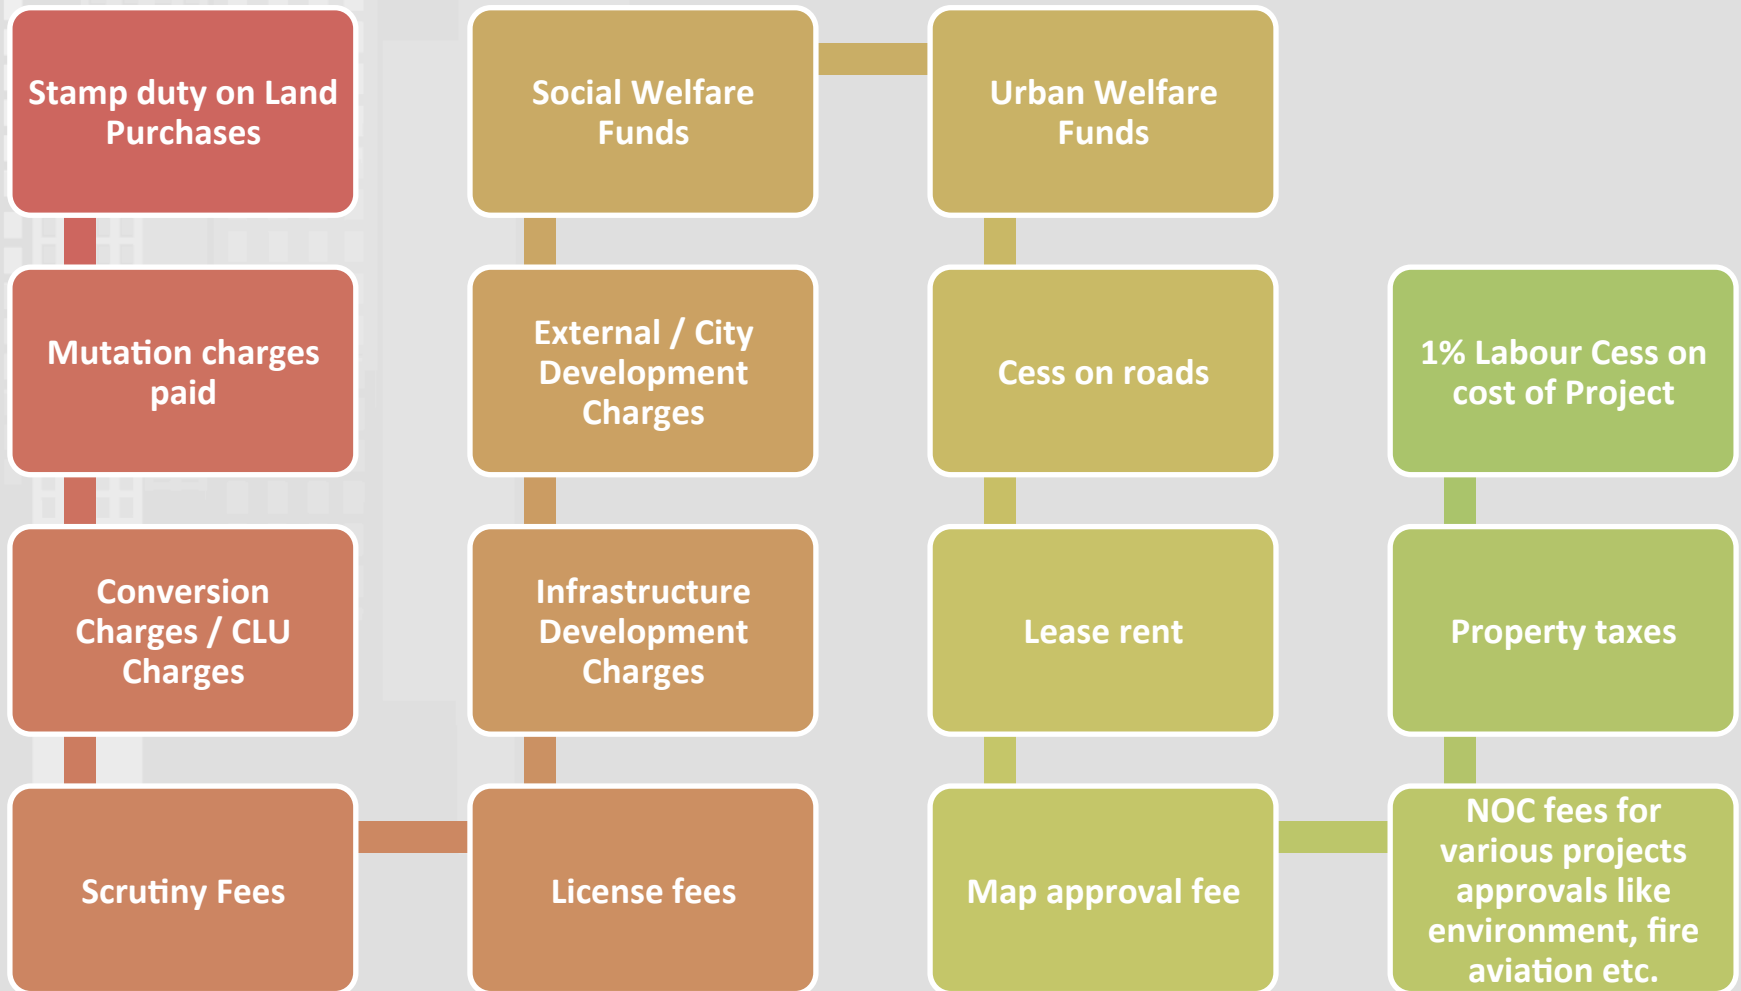 Stamp duty on Land
Purchases
Mutation charges
paid
Conversion
Charges / CLU
Charges
Scrutiny Fees
License fees
Infrastructure
Development
Charges
External / City
Development
Charges
Social Welfare
Funds
Urban Welfare
Funds
Cess on roads
Lease rent
Map approval fee
NOC fees for
various projects
approvals like
environment, fire
aviation etc.
Property taxes
1% Labour Cess on
cost of Project